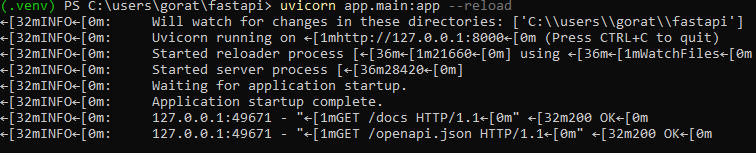 (.venv) PS C:\users\gorat\fastapi> uvicorn app.main:app --reload
←[32mINFO←[0m:     Will watch for changes in these directories: ['C:\\users\\gorat\\fastapi']
←[32mINFO←[0m:     Uvicorn running on ←[1mhttp://127.0.0.1:8000←[0m (Press CTRL+C to quit)
←[32mINFO←[0m:     Started reloader process [←[36m←[1m21660←[0m] using ←[36m←[1mWatchFiles←[0m
←[32mINFO←[0m:     Started server process [←[36m28420←[0m]
←[32mINFO←[0m:     Waiting for application startup.
←[32mINFO←[0m:     Application startup complete.
←[32mINFO←[0m:     127.0.0.1:49671 - "←[1mGET /docs HTTP/1.1←[0m" ←[32m200 OK←[0m
←[32mINFO←[0m:     127.0.0.1:49671 - "←[1mGET /openapi.json HTTP/1.1←[0m" ←[32m200 OK←[0m